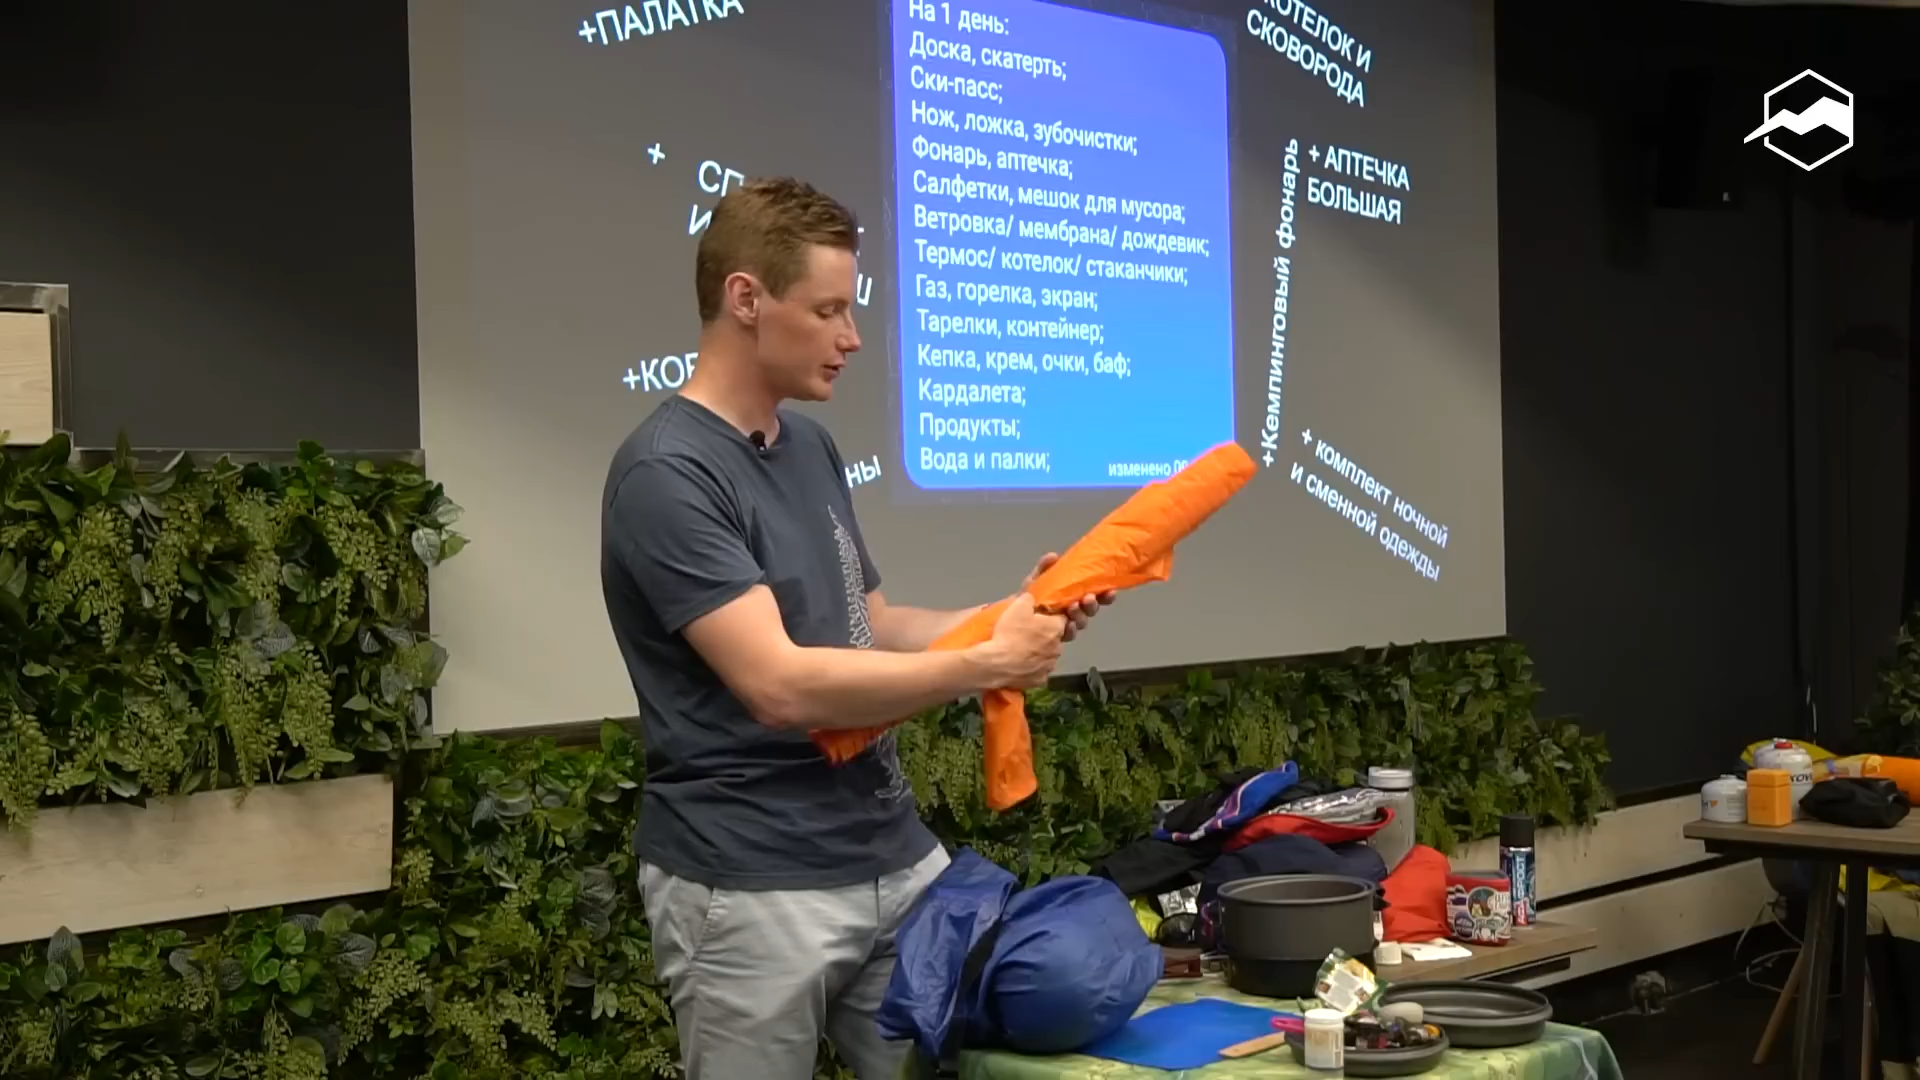 +ПАЛАТКА
+
+КОВ
НЫ
На 1 день:
Доска, скатерть;
Ски-пасс;
Нож, ложка, зубочистки;
Фонарь, аптечка;
Салфетки, мешок для мусора;
Ветровка/ мембрана/ дождевик;
Термос/ котелок/ стаканчики;
Газ, горелка, экран;
Тарелки, контейнер;
Кепка, крем, очки, баф;
Кардалета;
Продукты;
Вода и палки;
изменено
КОТЕЛОК И
СКОВОРОДА
+ АПТЕЧКА
БОЛЬШАЯ
+Кемпинговый фонарь
+ комплект ночной
и сменной одежды